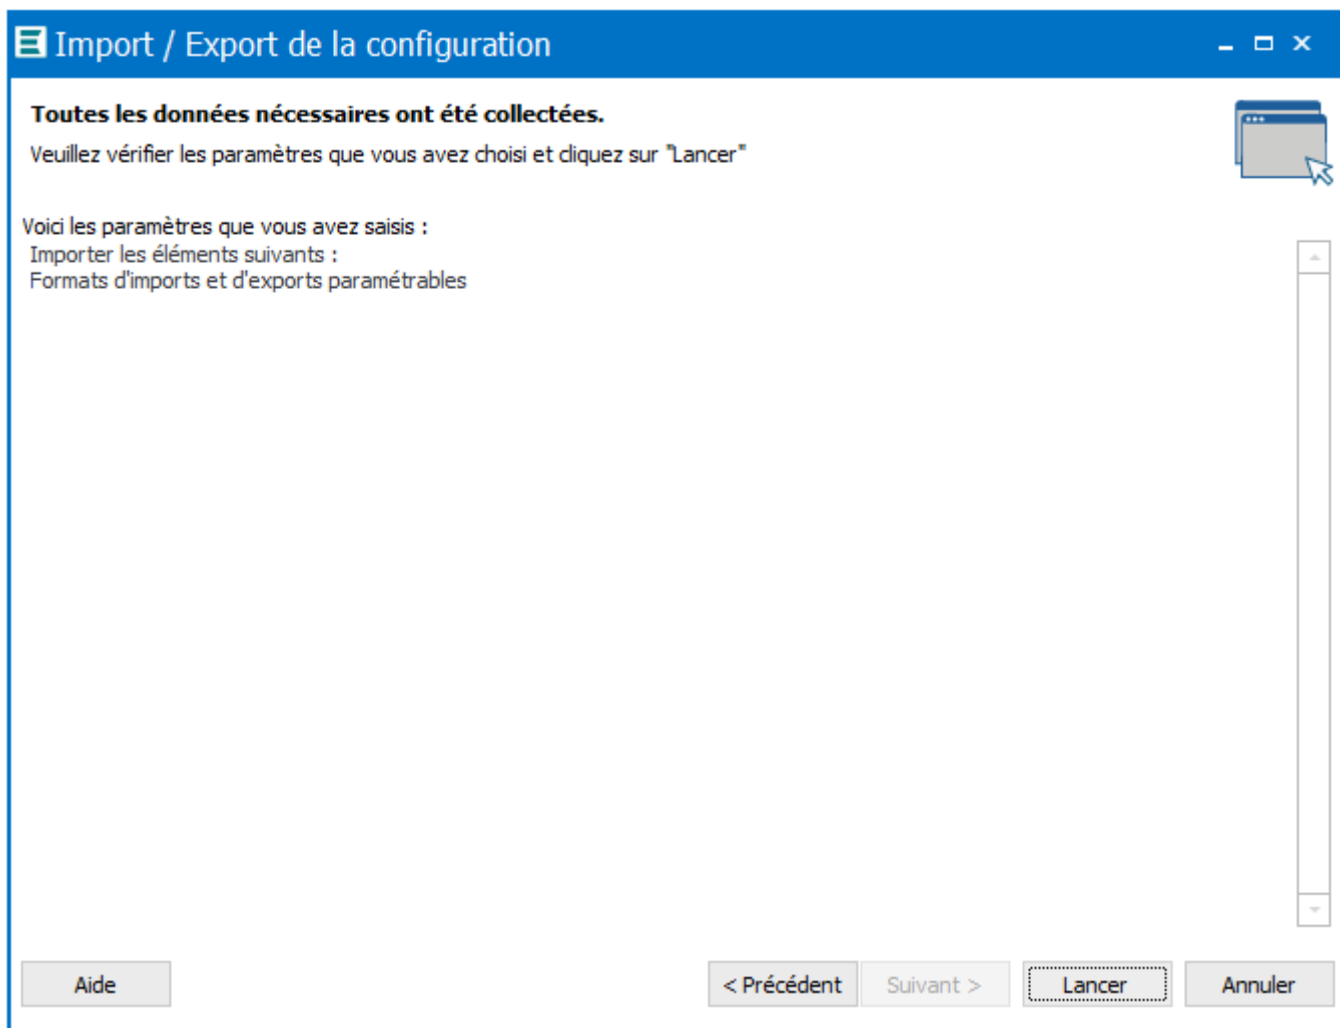 Import / Export de la configuration
Toutes les données nécessaires ont été collectées.
Veuillez vérifier les paramètres que vous avez choisi et cliquez sur "Lancer"
Voici les paramètres que vous avez saisis :
Importer les éléments suivants :
Formats d'imports et d'exports paramétrables
Aide
< Précédent
Suivant >
Lancer
Annuler